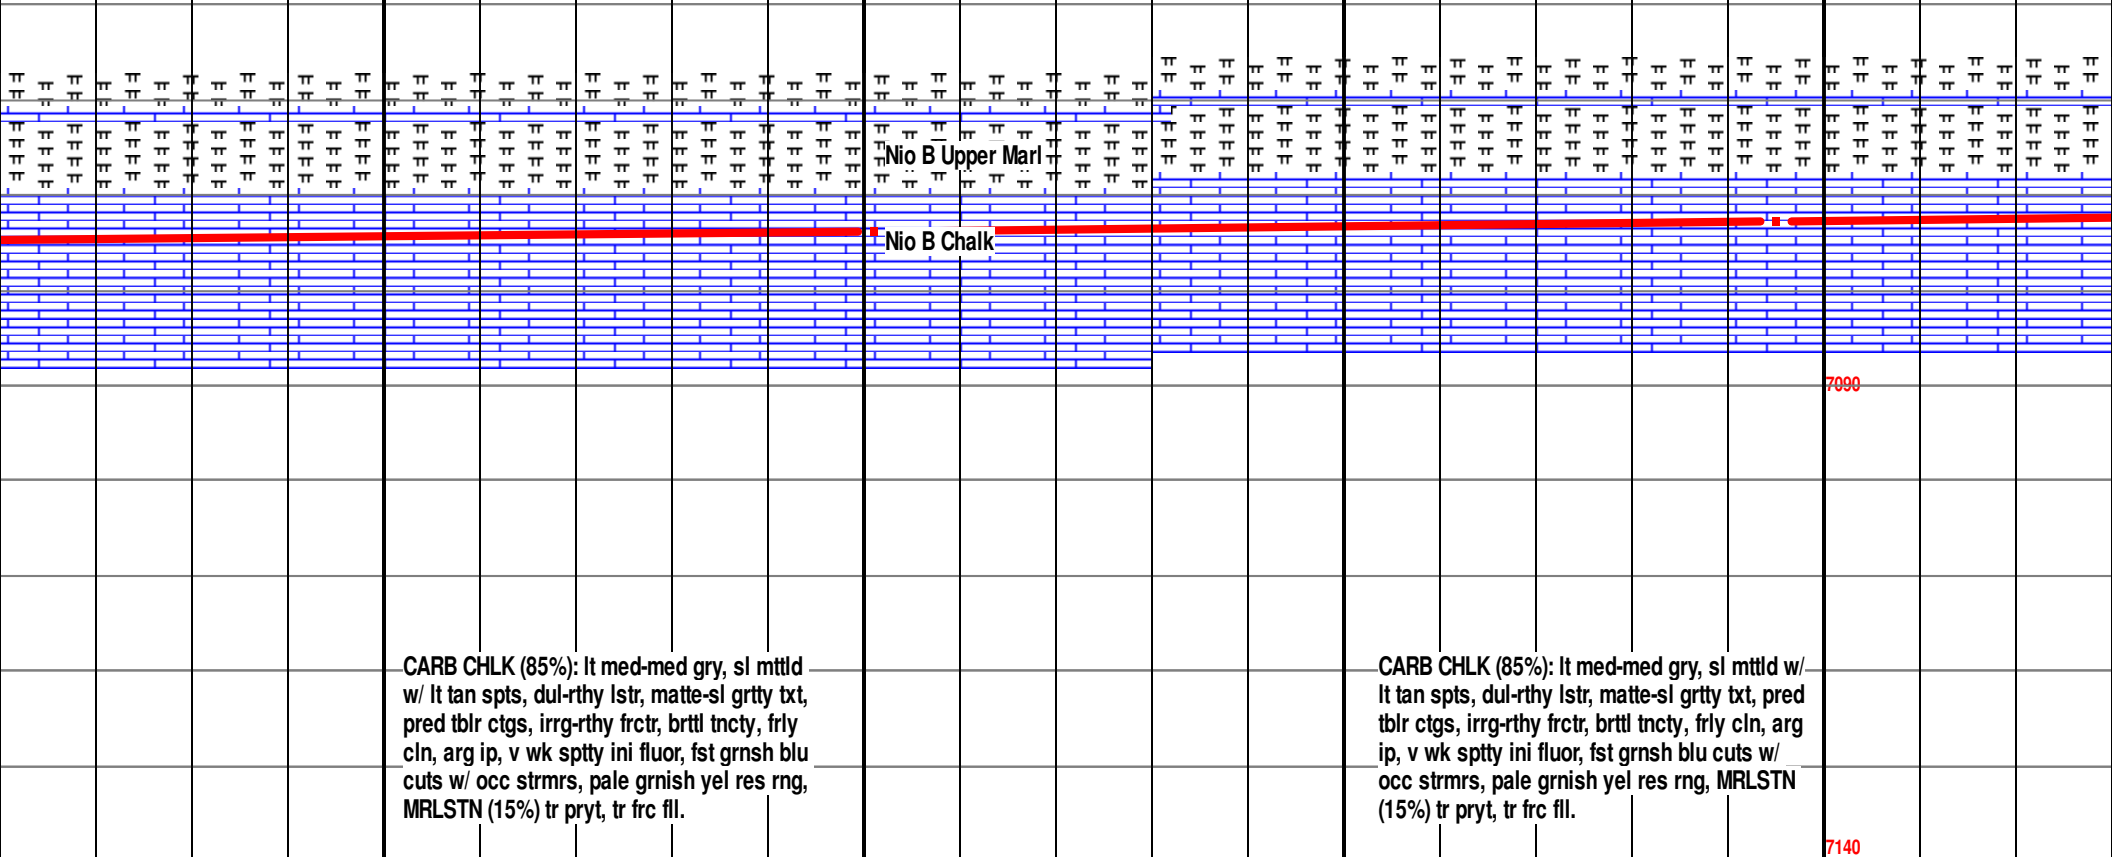 Nio B Upper Marl
Nio B Chalk
7090
CARB CHLK (85%): lt med-med gry, sl mttld
w/ lt tan spts, dul-rthy lstr, matte-sl grtty txt,
pred tblr ctgs, irrg-rthy frctr, brttl tncty, frly
cln, arg ip, v wk sptty ini fluor, fst grnsh blu
cuts w/ occ strmrs, pale grnish yel res rng,
MRLSTN (15%) tr pryt, tr frc fll.
CARB CHLK (85%): lt med-med gry, sl mttld w/
lt tan spts, dul-rthy lstr, matte-sl grtty txt, pred
tblr ctgs, irrg-rthy frctr, brttl tncty, frly cln, arg
ip, v wk sptty ini fluor, fst grnsh blu cuts w/
occ strmrs, pale grnish yel res rng, MRLSTN
(15%) tr pryt, tr frc fll.
7140